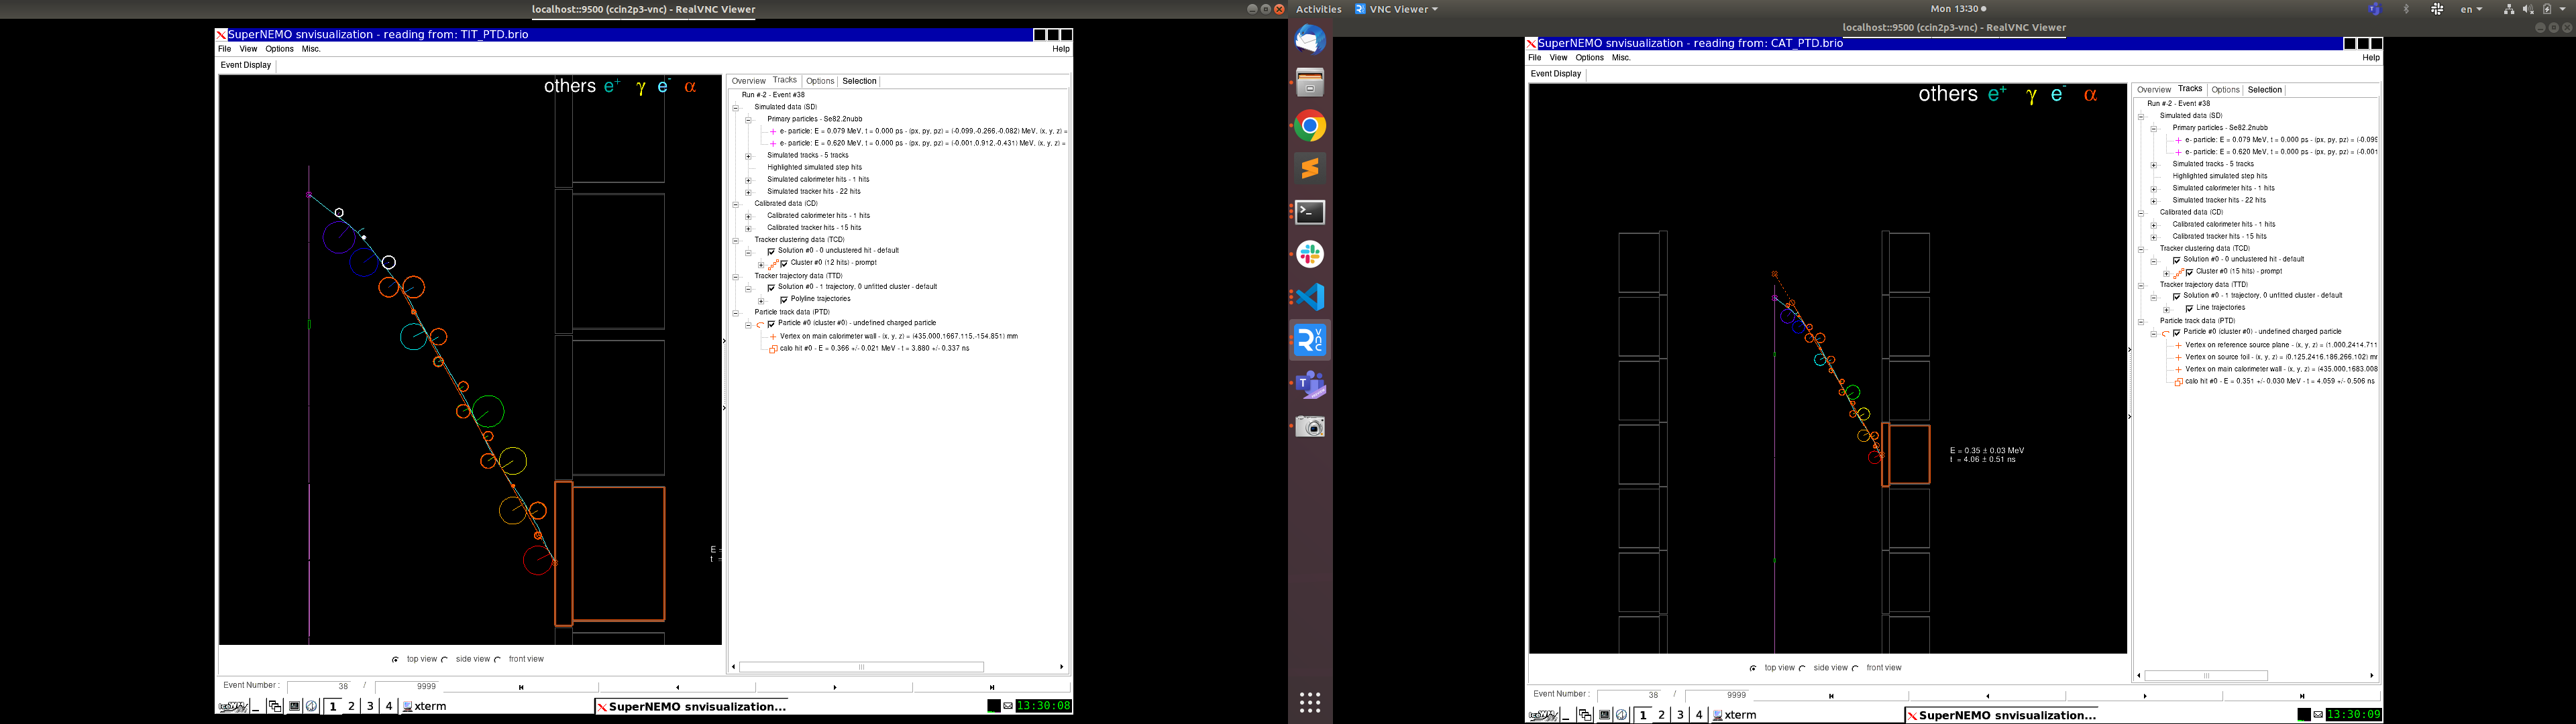 localhost::9500 (ccin2p3-vnc) - RealVNC Viewer
SuperNEMO snvisualization - reading from: TIT_PTD.brio
File View Options Misc. Help
Event Display
others e+ γ e- α
Overview Tracks Options Selection
Run #-2 - Event #38
Simulated data (SD)
Primary particles - Se82.2nubb
e- particle: E = 0.079 MeV, t = 0.000 ps - (px, py, pz) = (-0.099,-0.266,-0.082) MeV, (x, y, z) =
e- particle: E = 0.620 MeV, t = 0.000 ps - (px, py, pz) = (-0.001,0.912,-0.431) MeV, (x, y, z) =
Simulated tracks - 5 tracks
Highlighted simulated step hits
Simulated calorimeter hits - 1 hits
Simulated tracker hits - 22 hits
Calibrated data (CD)
Calibrated calorimeter hits - 1 hits
Calibrated tracker hits - 15 hits
Tracker clustering data (TCD)
Solution #0 - 0 unclustered hit - default
Cluster #0 (12 hits) - prompt
Tracker trajectory data (TTD)
Solution #0 - 1 trajectory, 0 unfitted cluster - default
Polyline trajectories
Particle track data (PTD)
Particle #0 (cluster #0) - undefined charged particle
Vertex on main calorimeter wall - (x, y, z) = (435.000,1667.115,-154.851) mm
calo hit #0 - E = 0.366 +/- 0.021 MeV - t = 3.880 +/- 0.337 ns
E =
t =
top view side view front view
Event Number : 38 / 9999
1 2 3 4 xterm SuperNEMO snvisualization... 13:30:08
Activities VNC Viewer Mon 13:30 en
localhost::9500 (ccin2p3-vnc) - RealVNC Viewer
SuperNEMO snvisualization - reading from: CAT_PTD.brio
File View Options Misc. Help
Event Display
others e+ γ e- α
Overview Tracks Options Selection
Run #-2 - Event #38
Simulated data (SD)
Primary particles - Se82.2nubb
e- particle: E = 0.079 MeV, t = 0.000 ps - (px, py, pz) = (-0.099
e- particle: E = 0.620 MeV, t = 0.000 ps - (px, py, pz) = (-0.001
Simulated tracks - 5 tracks
Highlighted simulated step hits
Simulated calorimeter hits - 1 hits
Simulated tracker hits - 22 hits
Calibrated data (CD)
Calibrated calorimeter hits - 1 hits
Calibrated tracker hits - 15 hits
Tracker clustering data (TCD)
Solution #0 - 0 unclustered hit - default
Cluster #0 (15 hits) - prompt
Tracker trajectory data (TTD)
Solution #0 - 1 trajectory, 0 unfitted cluster - default
Line trajectories
Particle track data (PTD)
Particle #0 (cluster #0) - undefined charged particle
Vertex on reference source plane - (x, y, z) = (1.000,2414.711
Vertex on source foil - (x, y, z) = (0.125,2416.186,266.102) m
Vertex on main calorimeter wall - (x, y, z) = (435.000,1683.008
calo hit #0 - E = 0.351 +/- 0.030 MeV - t = 4.059 +/- 0.506 ns
E = 0.35 ± 0.03 MeV
t = 4.06 ± 0.51 ns
top view side view front view
Event Number : 38 / 9999
1 2 3 4 xterm SuperNEMO snvisualization... 13:30:09